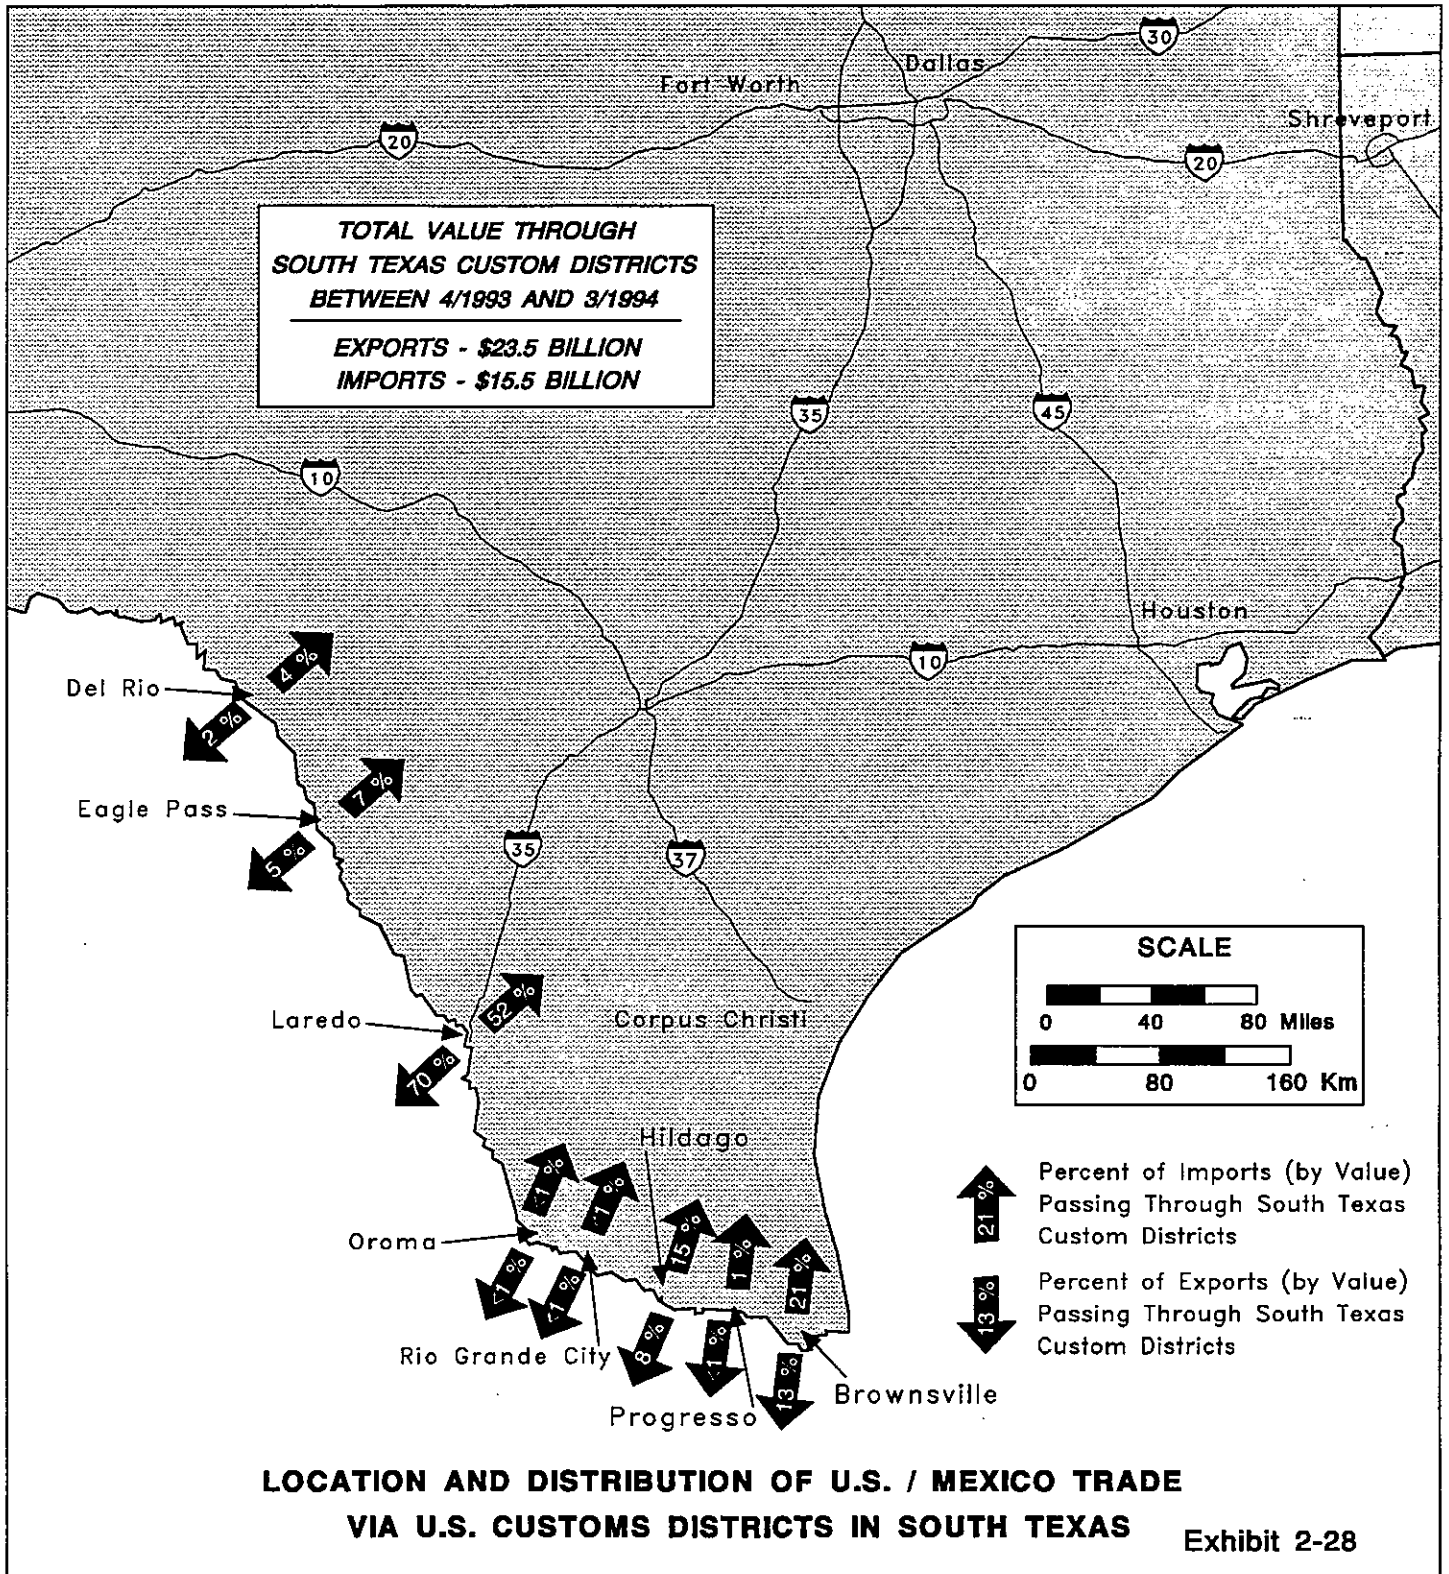 30
Dallas
Fort Worth
Shreveport
20
20
TOTAL VALUE THROUGH
SOUTH TEXAS CUSTOM DISTRICTS
BETWEEN 4/1993 AND 3/1994
EXPORTS - $23.5 BILLION
IMPORTS - $15.5 BILLION
35
45
10
Houston
10
4 %
Del Rio
2 %
7 %
Eagle Pass
5 %
35
37
SCALE
0 40 80 Miles
0 80 160 Km
52 %
Laredo
Corpus Christi
70 %
Hildago
<1 %
<1 %
15 %
1 %
21 %
Oroma
<1 %
<1 %
8 %
<1 %
13 %
Rio Grande City
Progresso
Brownsville
21 %
Percent of Imports (by Value)
Passing Through South Texas
Custom Districts
13 %
Percent of Exports (by Value)
Passing Through South Texas
Custom Districts
LOCATION AND DISTRIBUTION OF U.S. / MEXICO TRADE
VIA U.S. CUSTOMS DISTRICTS IN SOUTH TEXAS
Exhibit 2-28